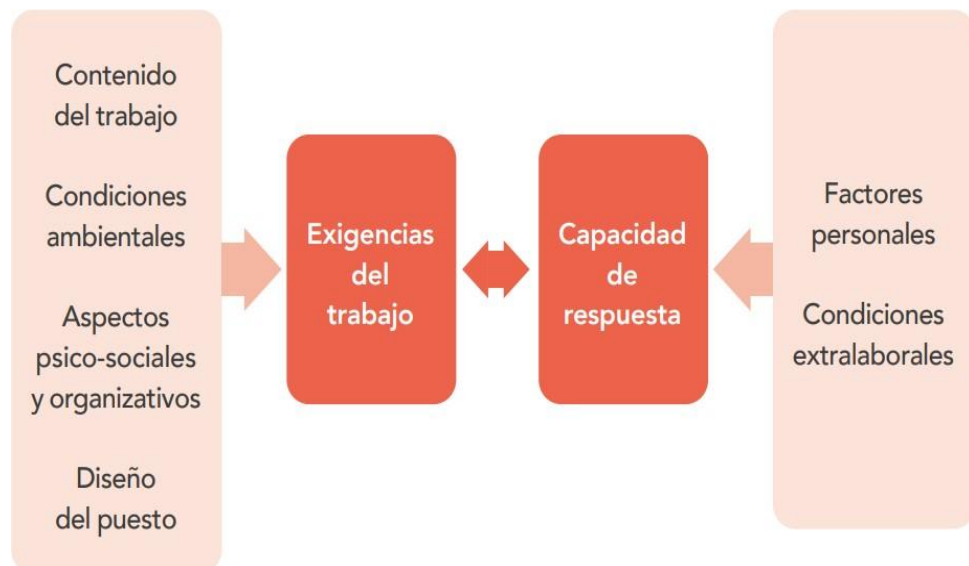 Contenido
del trabajo
Condiciones
ambientales
Aspectos
psico-sociales
y organizativos
Diseño
del puesto
Exigencias
del
trabajo
Capacidad
de
respuesta
Factores
personales
Condiciones
extralaborales